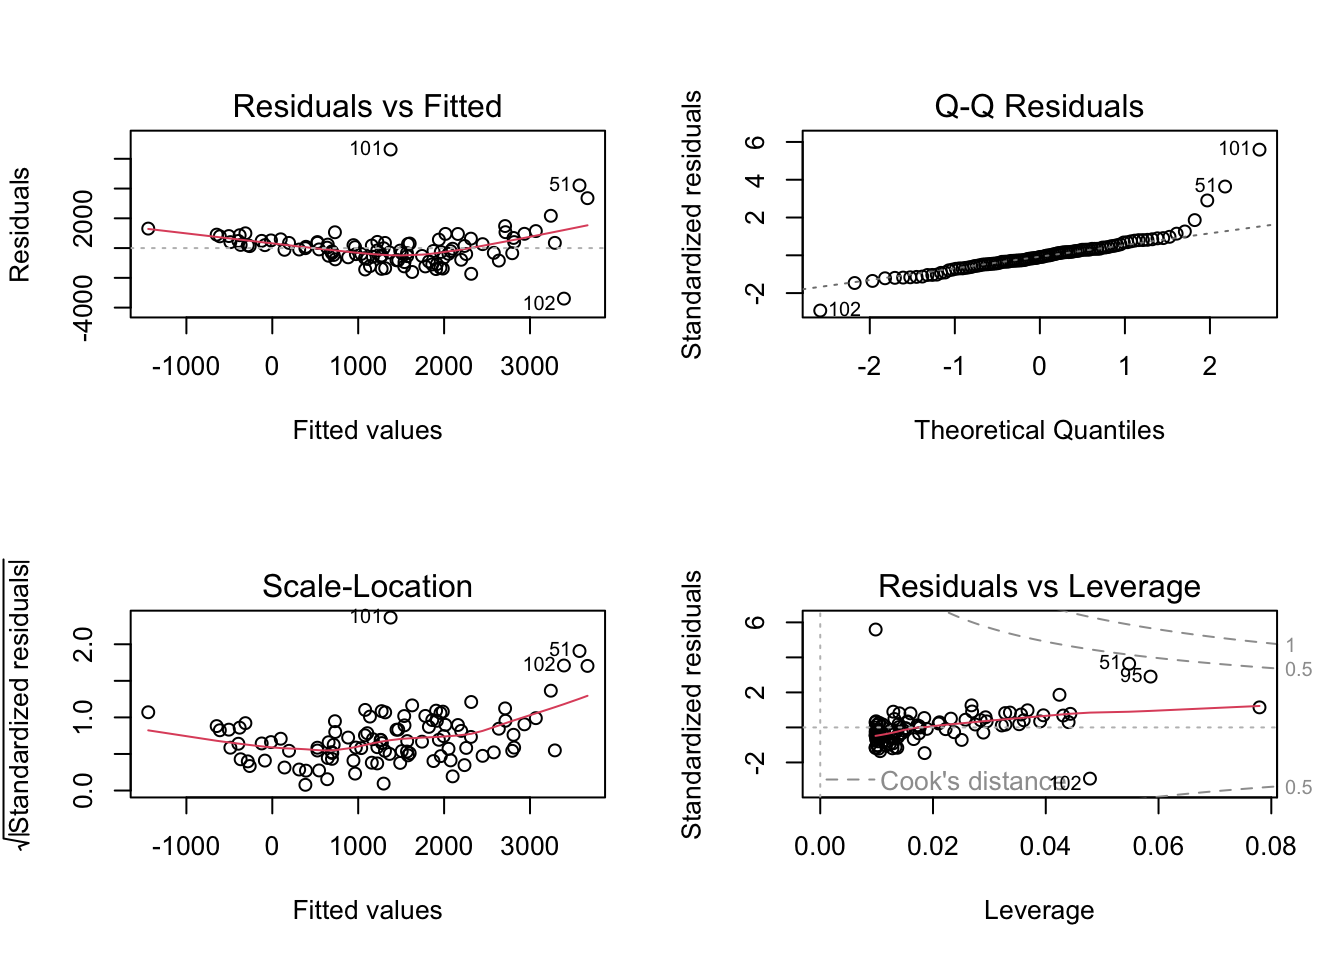 Residuals vs Fitted
Residuals
2000
-4000
101
51
102
-1000 0 1000 2000 3000
Fitted values
Q-Q Residuals
Standardized residuals
6
4
2
-2
101
51
102
-2 -1 0 1 2
Theoretical Quantiles
Scale-Location
√|Standardized residuals|
2.0
1.0
0.0
101
51
102
-1000 0 1000 2000 3000
Fitted values
Residuals vs Leverage
Standardized residuals
6
2
-2
51
95
102
Cook's distance
1
0.5
0.5
0.00 0.02 0.04 0.06 0.08
Leverage